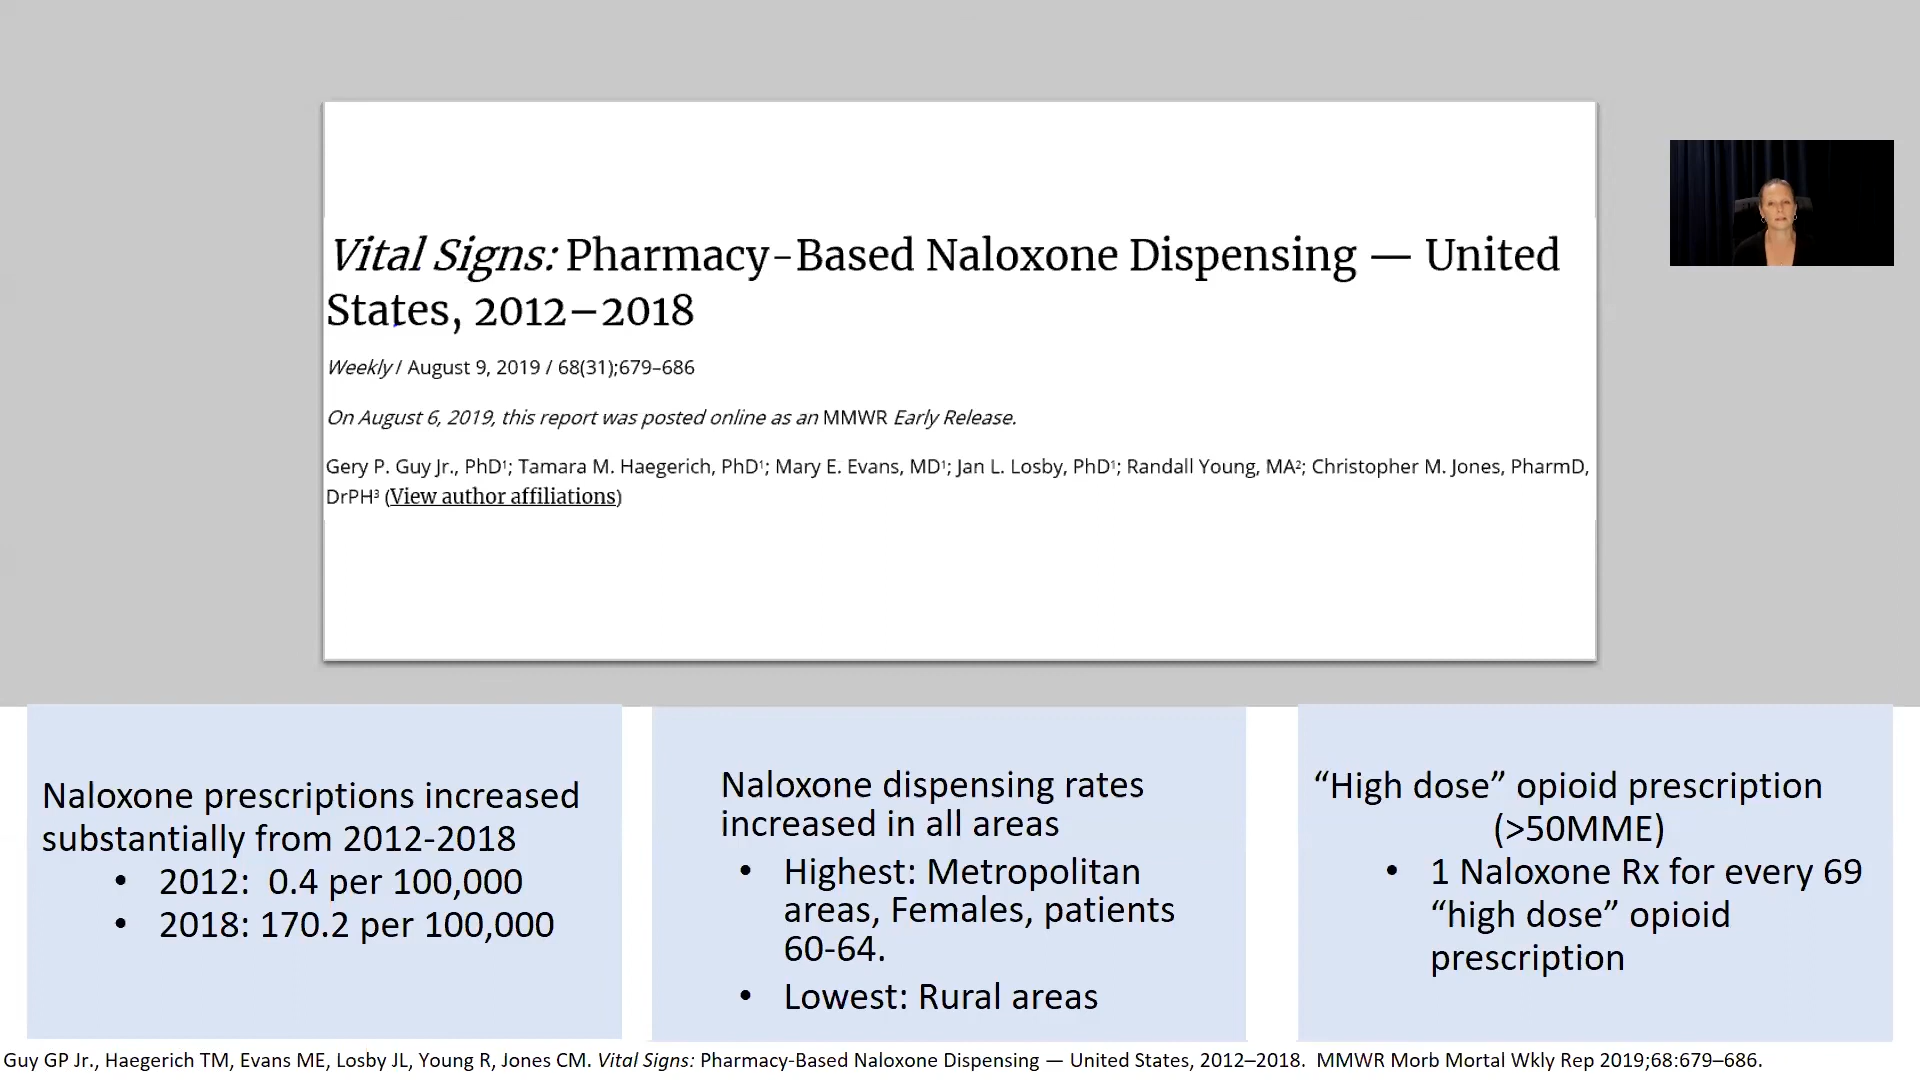 Vital Signs: Pharmacy-Based Naloxone Dispensing — United
States, 2012–2018
Weekly / August 9, 2019 / 68(31);679–686
On August 6, 2019, this report was posted online as an MMWR Early Release.
Gery P. Guy Jr., PhD¹; Tamara M. Haegerich, PhD¹; Mary E. Evans, MD¹; Jan L. Losby, PhD¹; Randall Young, MA²; Christopher M. Jones, PharmD,
DrPH³ (View author affiliations)
Naloxone prescriptions increased
substantially from 2012-2018
• 2012: 0.4 per 100,000
• 2018: 170.2 per 100,000
Naloxone dispensing rates
increased in all areas
• Highest: Metropolitan
areas, Females, patients
60-64.
• Lowest: Rural areas
“High dose” opioid prescription
(>50MME)
• 1 Naloxone Rx for every 69
“high dose” opioid
prescription
Guy GP Jr., Haegerich TM, Evans ME, Losby JL, Young R, Jones CM. Vital Signs: Pharmacy-Based Naloxone Dispensing — United States, 2012–2018. MMWR Morb Mortal Wkly Rep 2019;68:679–686.